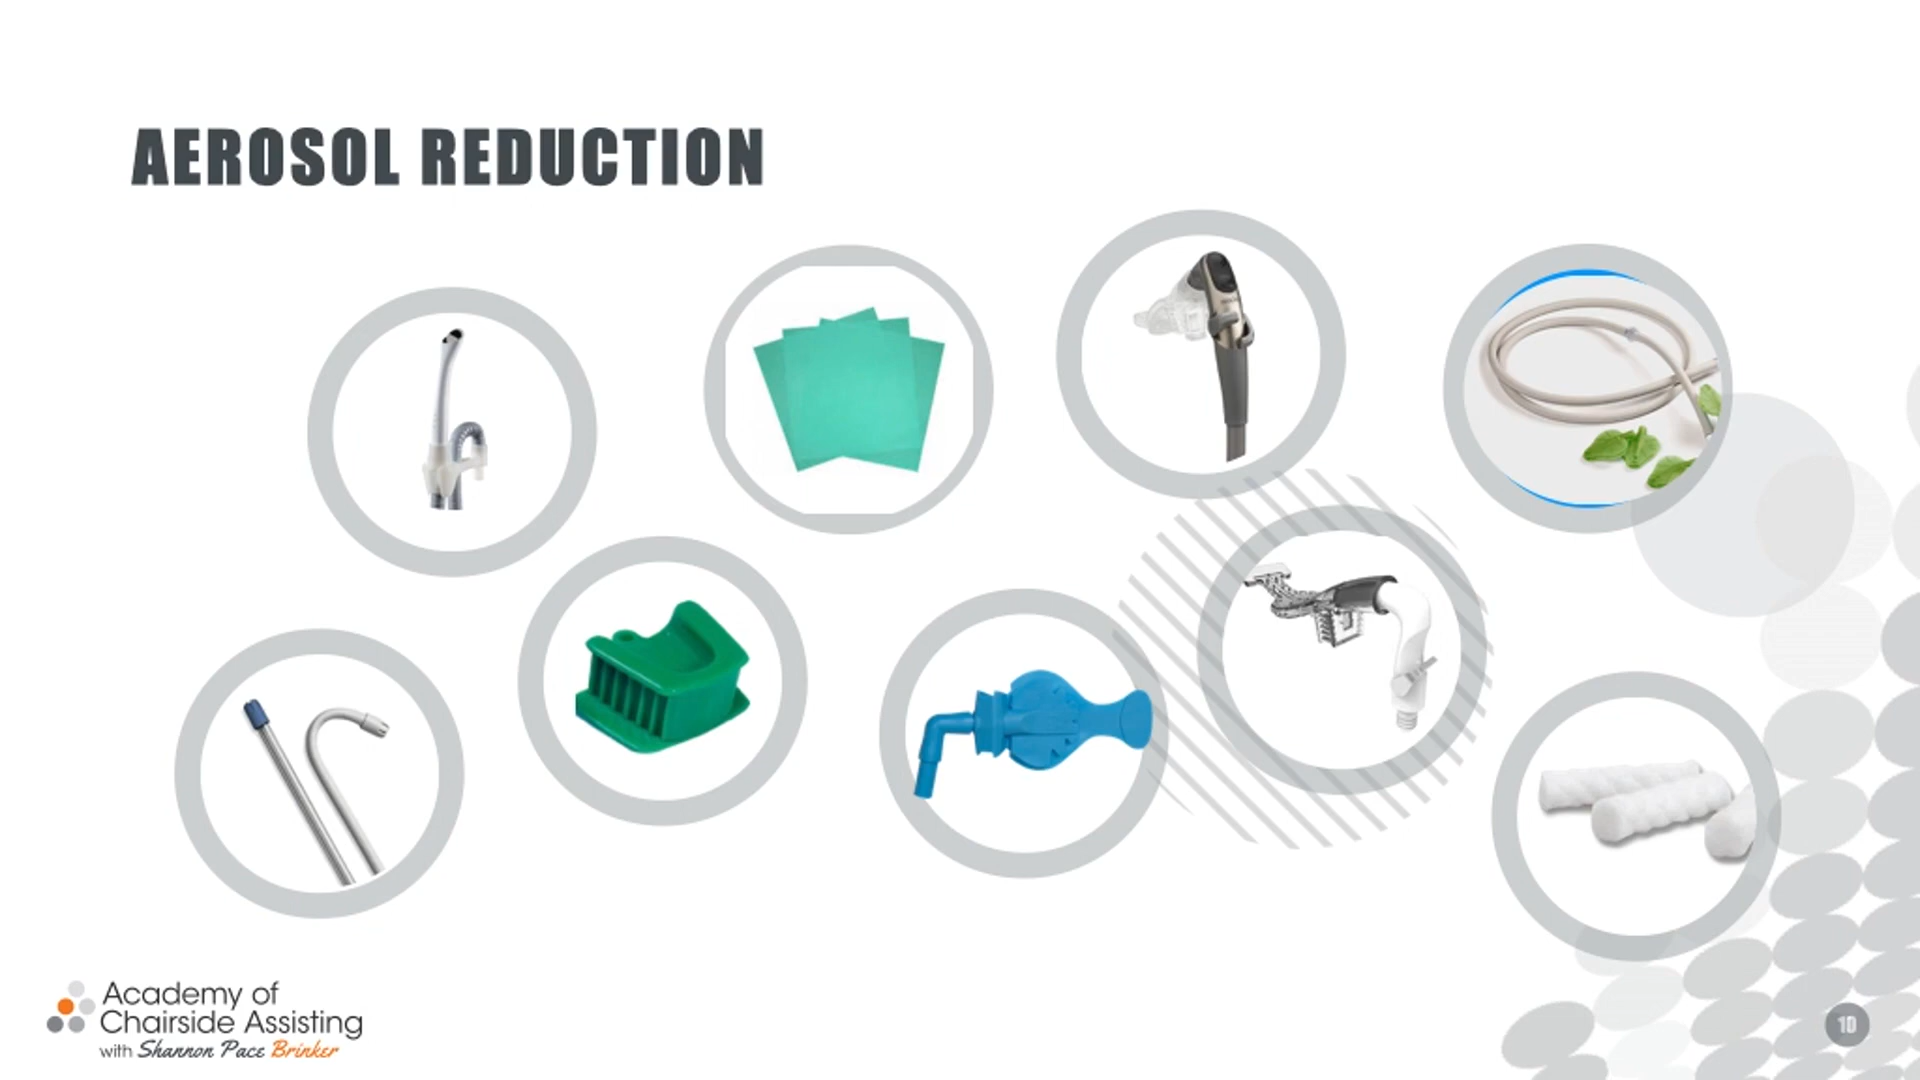 AEROSOL REDUCTION
Academy of
Chairside Assisting
with Shannon Pace Brinker
10